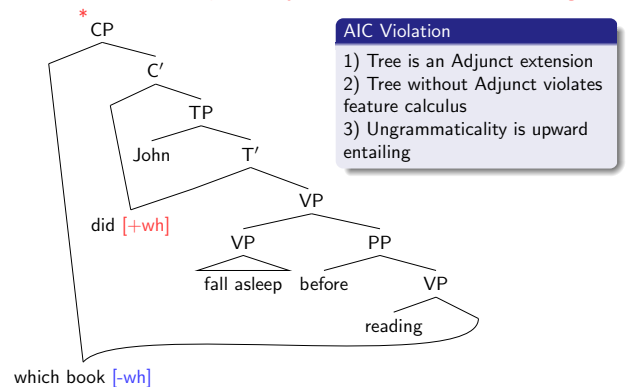 *
CP
C′
TP
John
T′
did [+wh]
VP
VP
PP
fall asleep
before
VP
reading
which book [-wh]
AIC Violation
1) Tree is an Adjunct extension
2) Tree without Adjunct violates
feature calculus
3) Ungrammaticality is upward
entailing